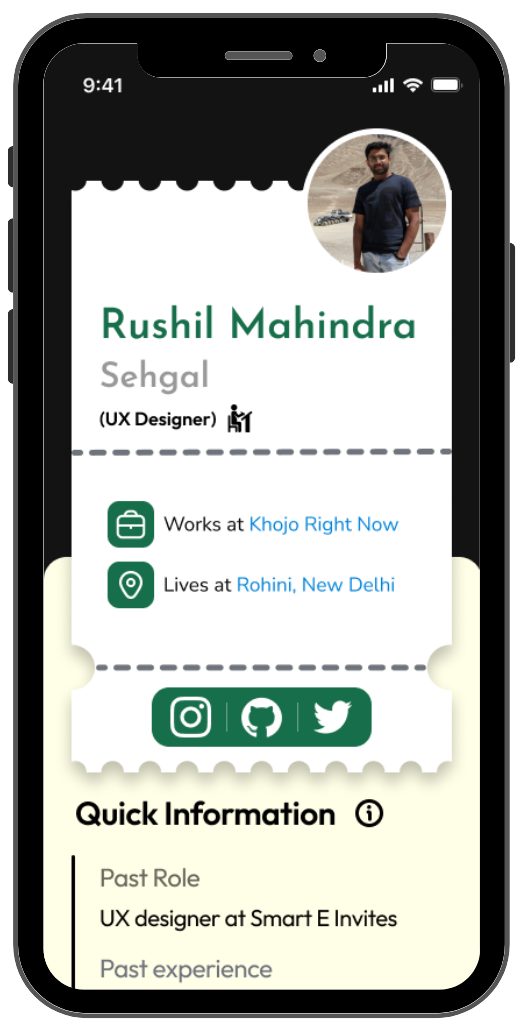 9:41
Rushil Mahindra
Sehgal
(UX Designer)
Works at Khojo Right Now
Lives at Rohini, New Delhi
Quick Information
Past Role
UX designer at Smart E Invites
Past experience